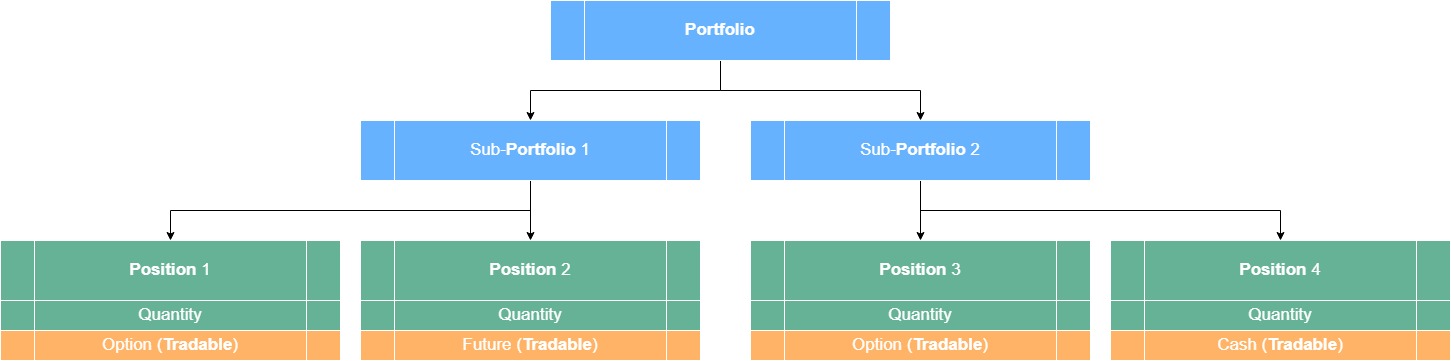 Portfolio
Sub-Portfolio 1
Sub-Portfolio 2
Position 1
Position 2
Position 3
Position 4
Quantity
Quantity
Quantity
Quantity
Option (Tradable)
Future (Tradable)
Option (Tradable)
Cash (Tradable)